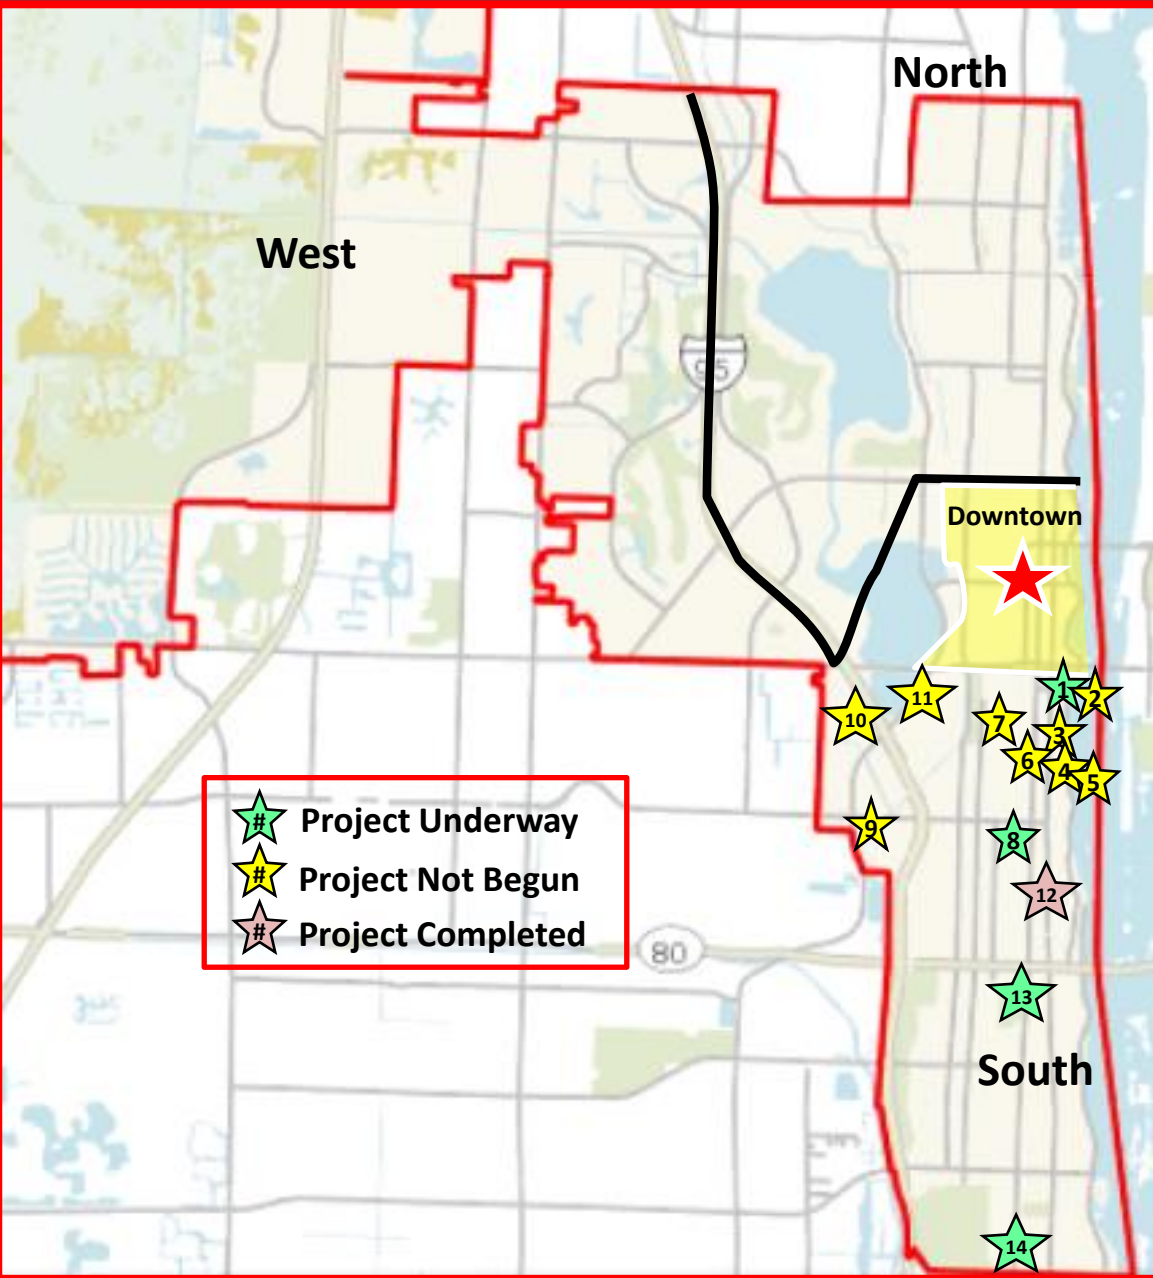 North
West
95
Downtown
1
2
11
10
7
3
6
4
5
# Project Underway
9
8
# Project Not Begun
12
# Project Completed
80
13
South
14